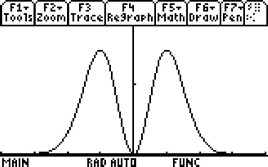 F1▾ Tools F2▾ Zoom F3 Trace F4 ReGraph F5▾ Math F6▾ Draw F7▾ Pen
MAIN RAD AUTO FUNC